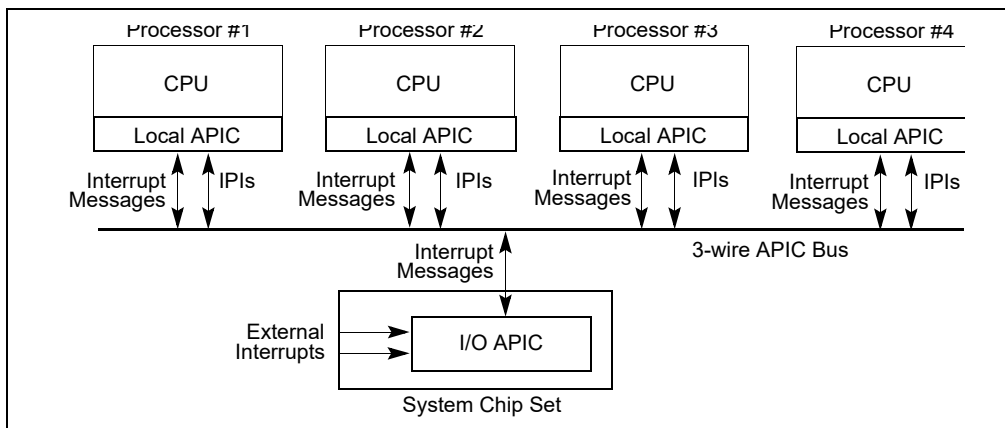 Processor #1
Processor #2
Processor #3
Processor #4
CPU
CPU
CPU
CPU
Local APIC
Local APIC
Local APIC
Local APIC
Interrupt
Messages
IPIs
Interrupt
Messages
IPIs
Interrupt
Messages
IPIs
Interrupt
Messages
IPIs
Interrupt
Messages
3-wire APIC Bus
External
Interrupts
I/O APIC
System Chip Set